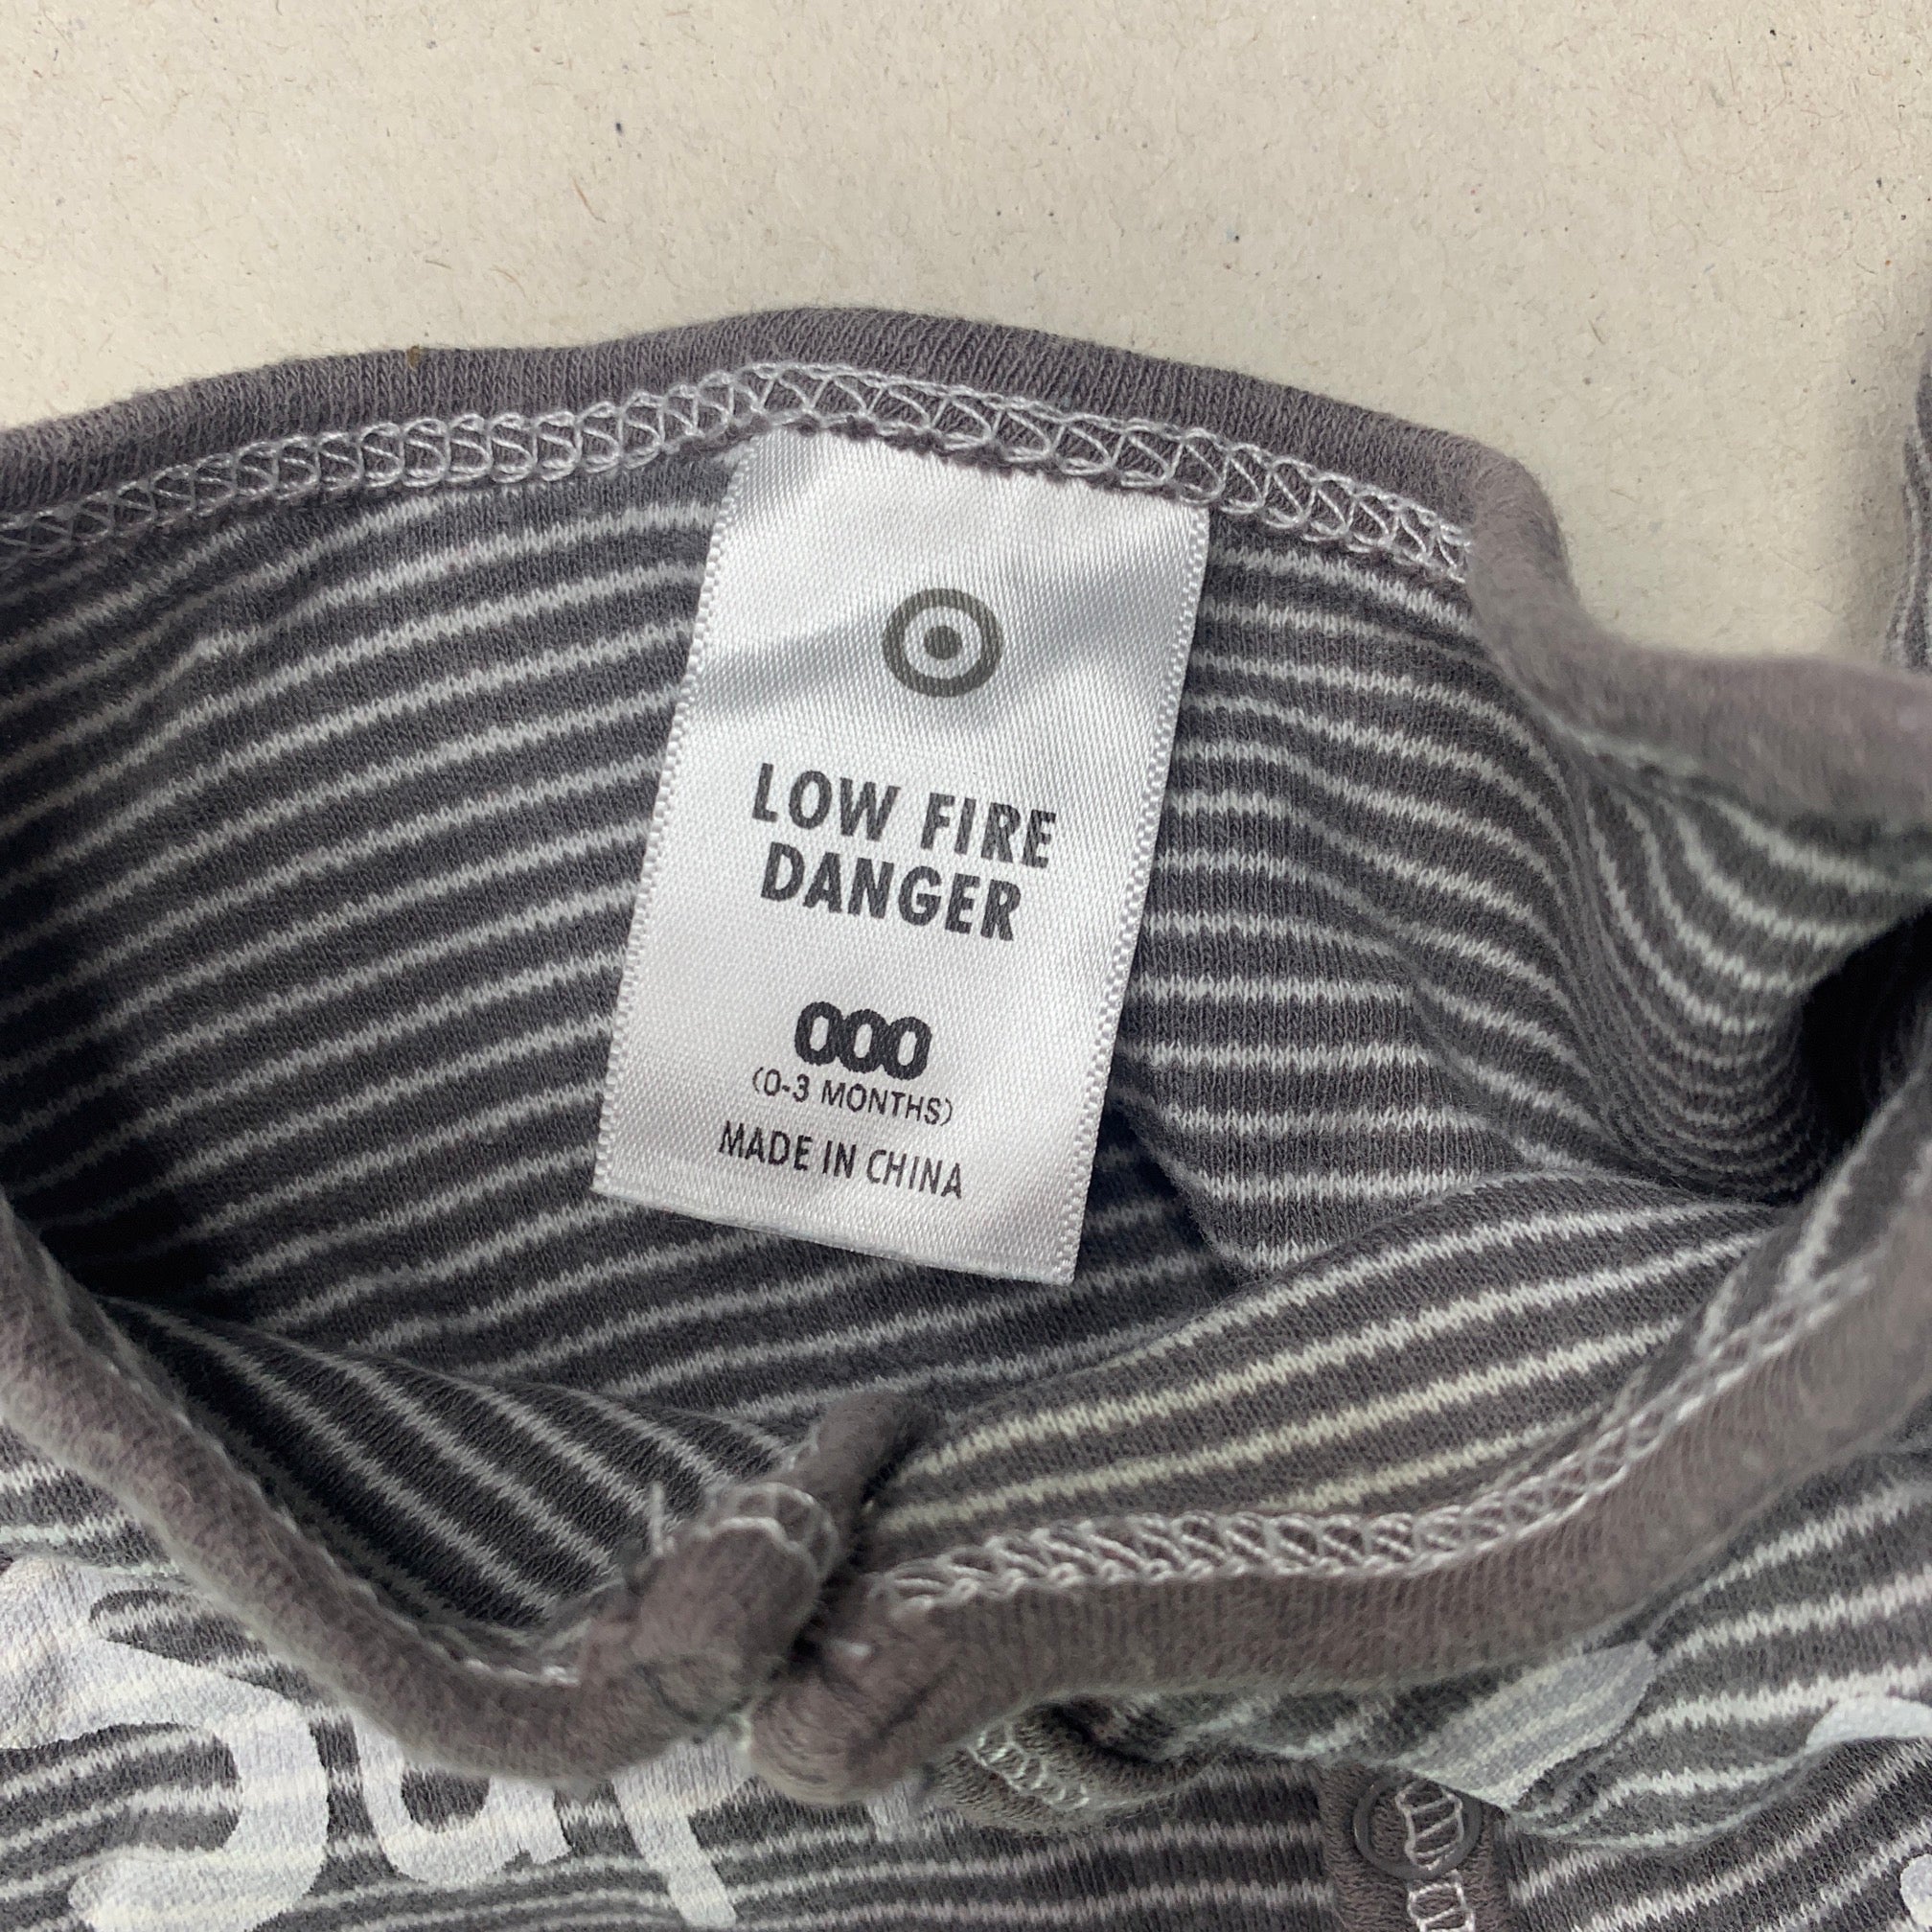 LOW FIRE
DANGER
000
(0-3 MONTHS)
MADE IN CHINA